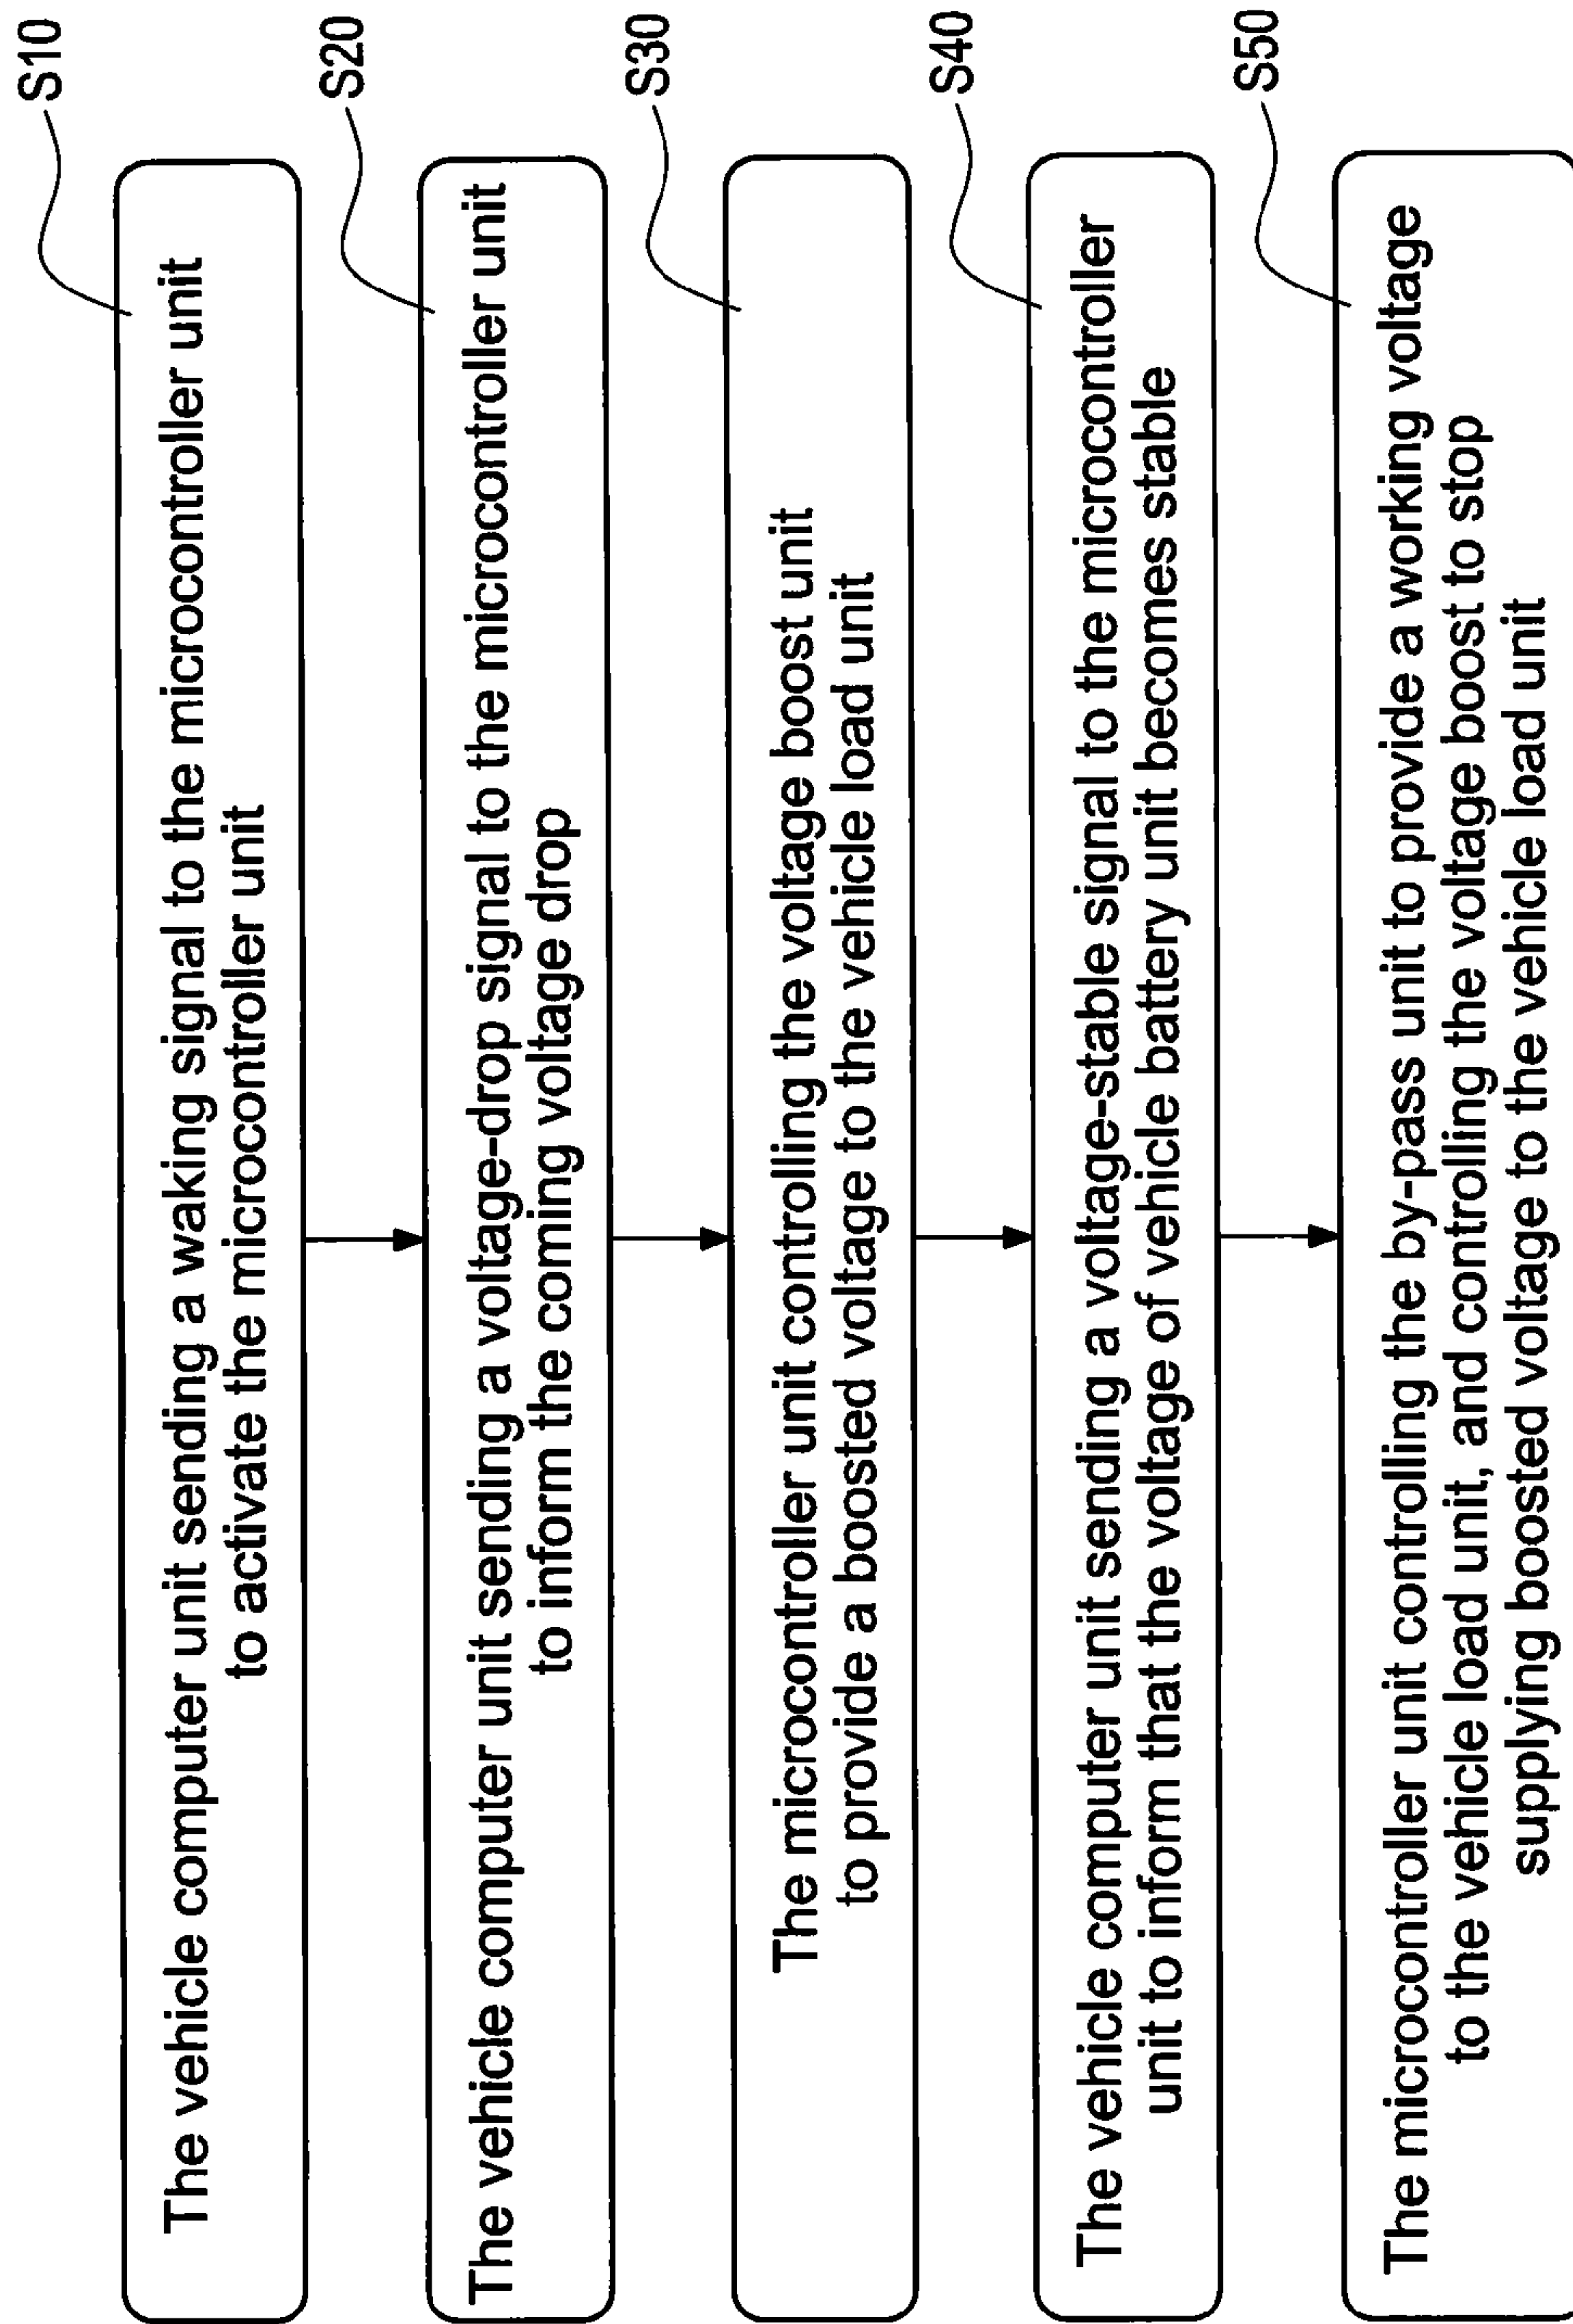 S10
The vehicle computer unit sending a waking signal to the microcontroller unit
to activate the microcontroller unit
S20
The vehicle computer unit sending a voltage-drop signal to the microcontroller unit
to inform the coming voltage drop
S30
The microcontroller unit controlling the voltage boost unit
to provide a boosted voltage to the vehicle load unit
S40
The vehicle computer unit sending a voltage-stable signal to the microcontroller
unit to inform that the voltage of vehicle battery unit becomes stable
S50
The microcontroller unit controlling the by-pass unit to provide a working voltage
to the vehicle load unit, and controlling the voltage boost to stop
supplying boosted voltage to the vehicle load unit